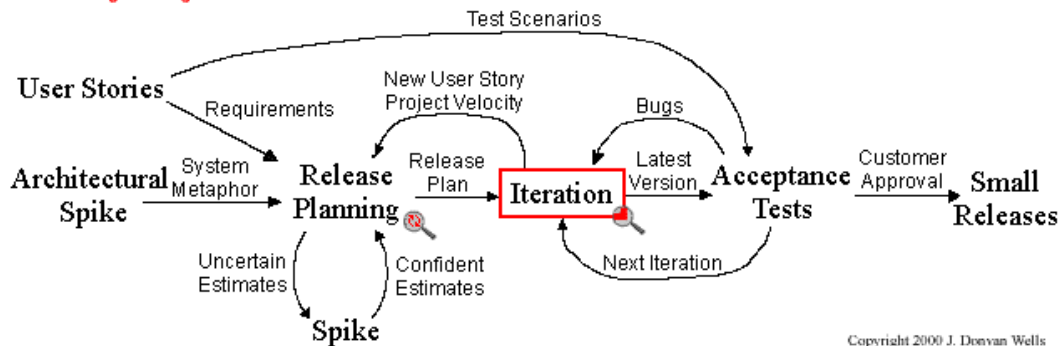 Test Scenarios
User Stories
New User Story
Project Velocity
Bugs
Requirements
Architectural
Spike
System
Metaphor
Release
Planning
Release
Plan
Iteration
Latest
Version
Acceptance
Tests
Customer
Approval
Small
Releases
Uncertain
Estimates
Confident
Estimates
Next Iteration
Spike
Copyright 2000 J. Donvan Wells